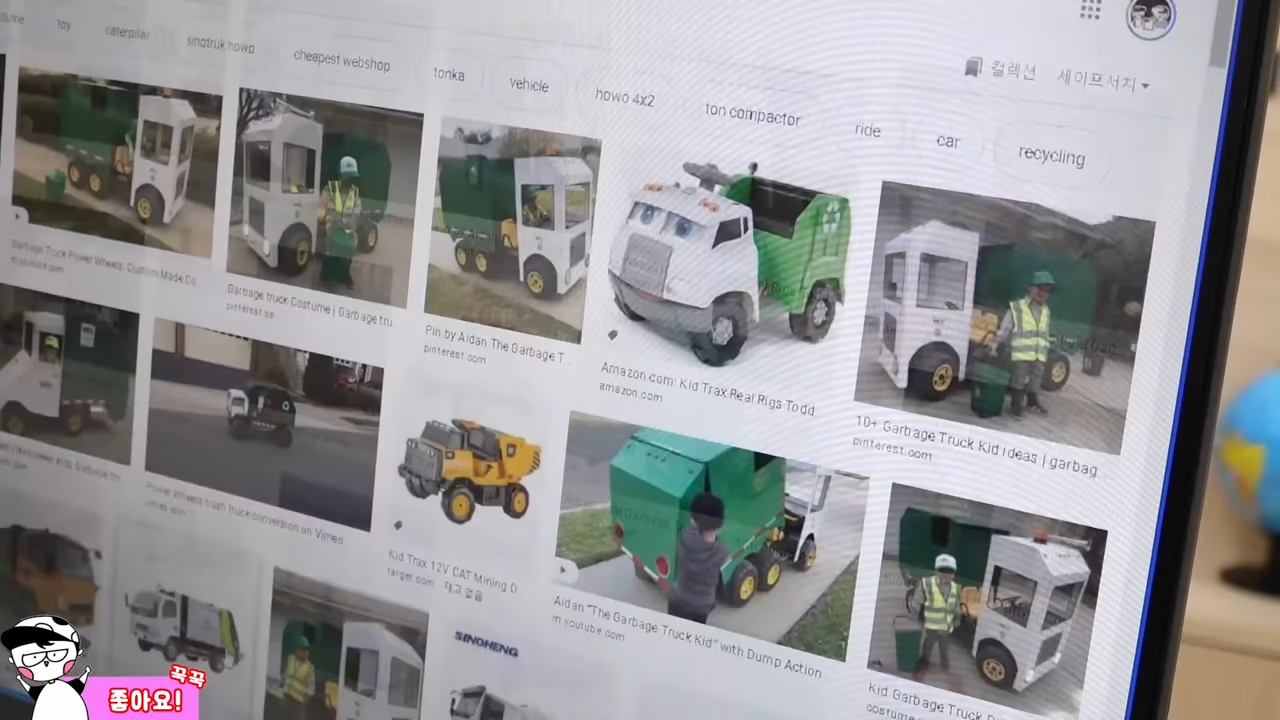 toy
caterpillar
sinotruk howo
cheapest webshop
tonka
vehicle
howo 4x2
ton compactor
ride
car
recycling
컬렉션
세이프서치
Garbage Truck Power Wheels: Custom Made Co...
m.youtube.com
Garbage truck Costume | Garbage tru...
pinterest.se
Pin by Aidan The Garbage T...
pinterest.com
Amazon.com: Kid Trax Real Rigs Todd
amazon.com
10+ Garbage Truck Kid ideas | garbag
pinterest.com
Power Wheels trash truck conversion on Vimeo
vimeo.com
Kid Trax 12V CAT Mining D
target.com 재고 없음
Aidan "The Garbage Truck Kid" with Dump Action
m.youtube.com
Kid Garbage Truck
SINOHENG
꾹꾹
좋아요!